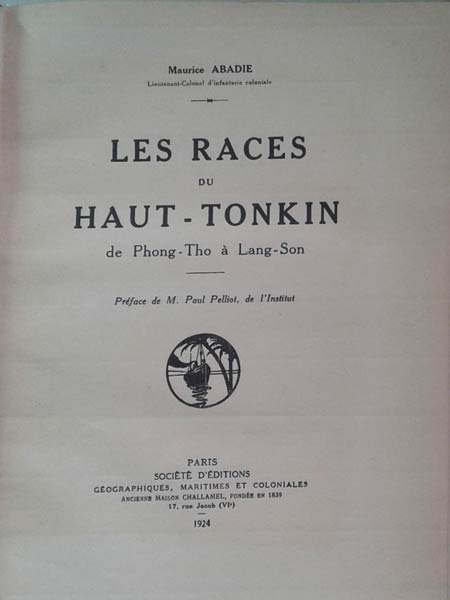 Maurice ABADIE
Lieutenant-Colonel d'infanterie coloniale
LES RACES
DU
HAUT-TONKIN
de Phong-Tho à Lang-Son
Préface de M. Paul Pelliot, de l'Institut
PARIS
SOCIÉTÉ D'ÉDITIONS
GÉOGRAPHIQUES, MARITIMES ET COLONIALES
ANCIENNE MAISON CHALLAMEL, FONDÉE EN 1839
17, rue Jacob (VIe)
1924